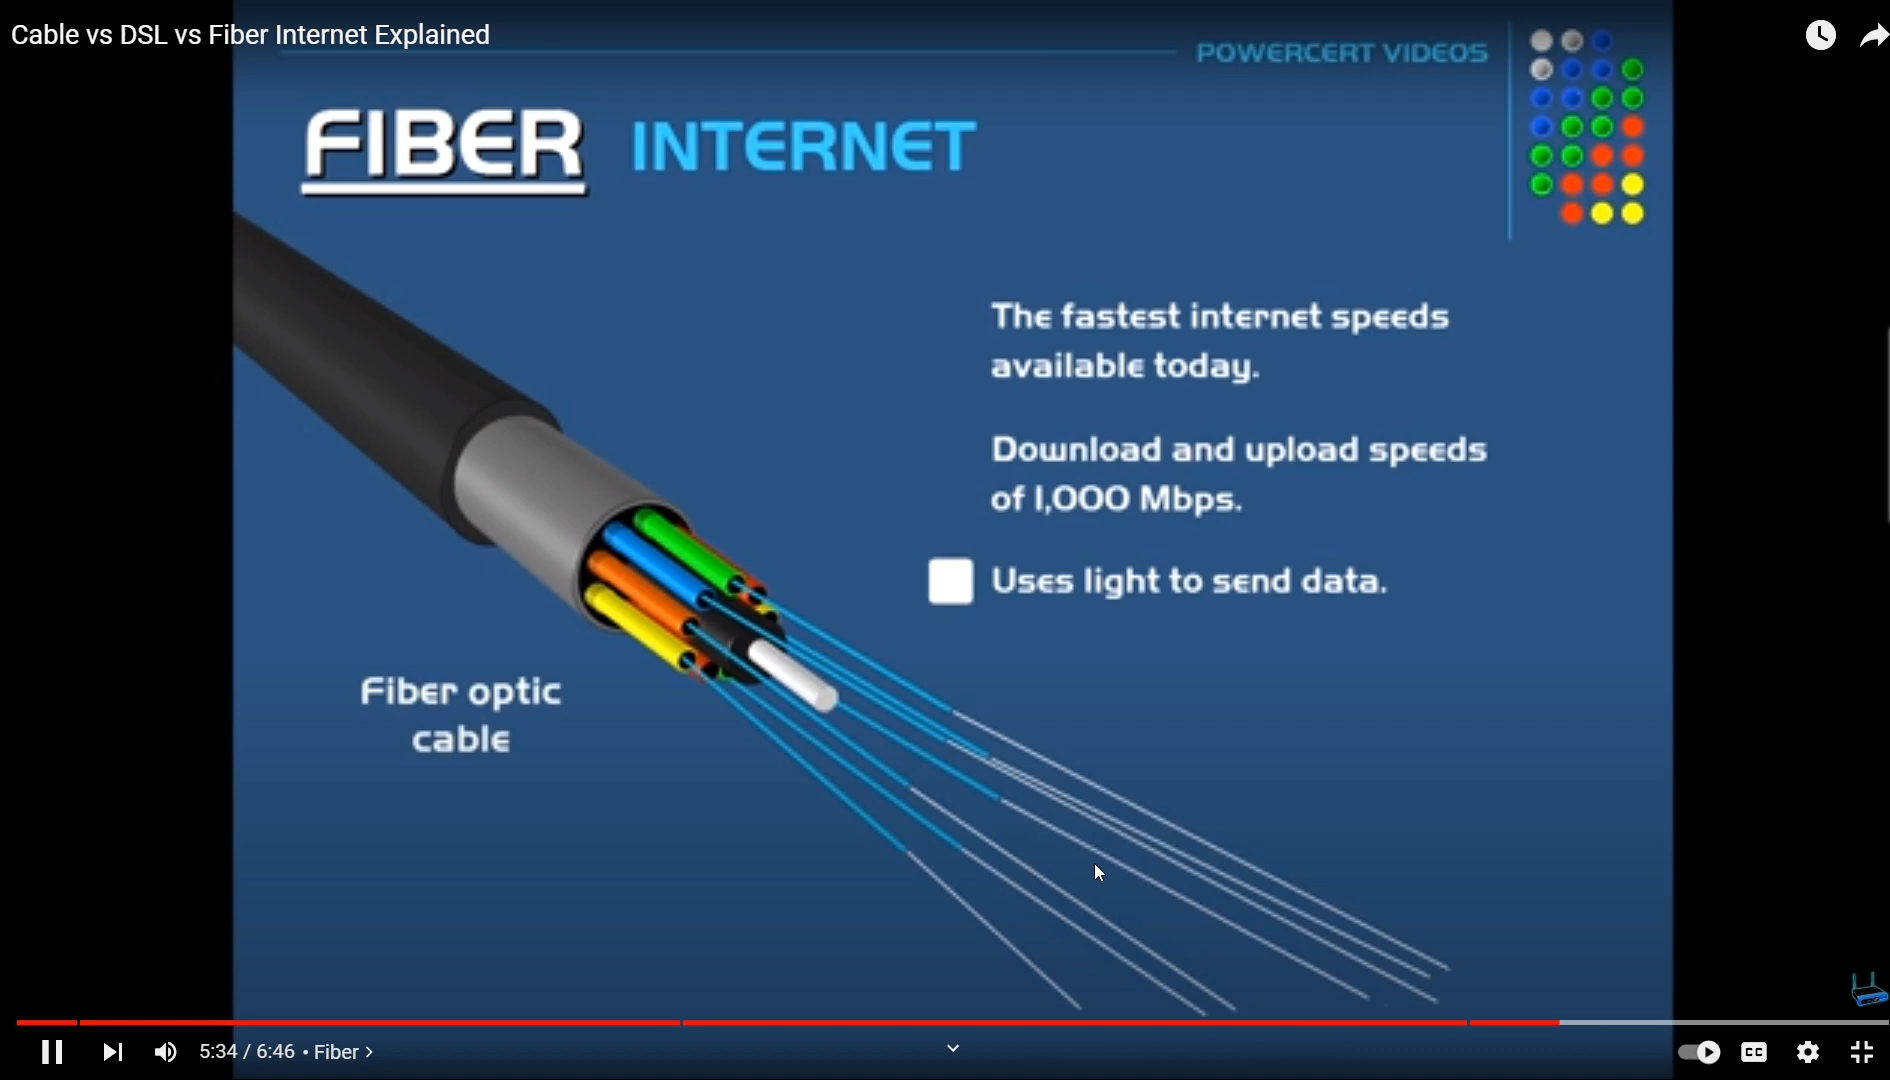 Cable vs DSL vs Fiber Internet Explained
POWERCERT VIDEOS
FIBER INTERNET
The fastest internet speeds
available today.
Download and upload speeds
of 1,000 Mbps.
Uses light to send data.
Fiber optic
cable
5:34 / 6:46 • Fiber >
CC